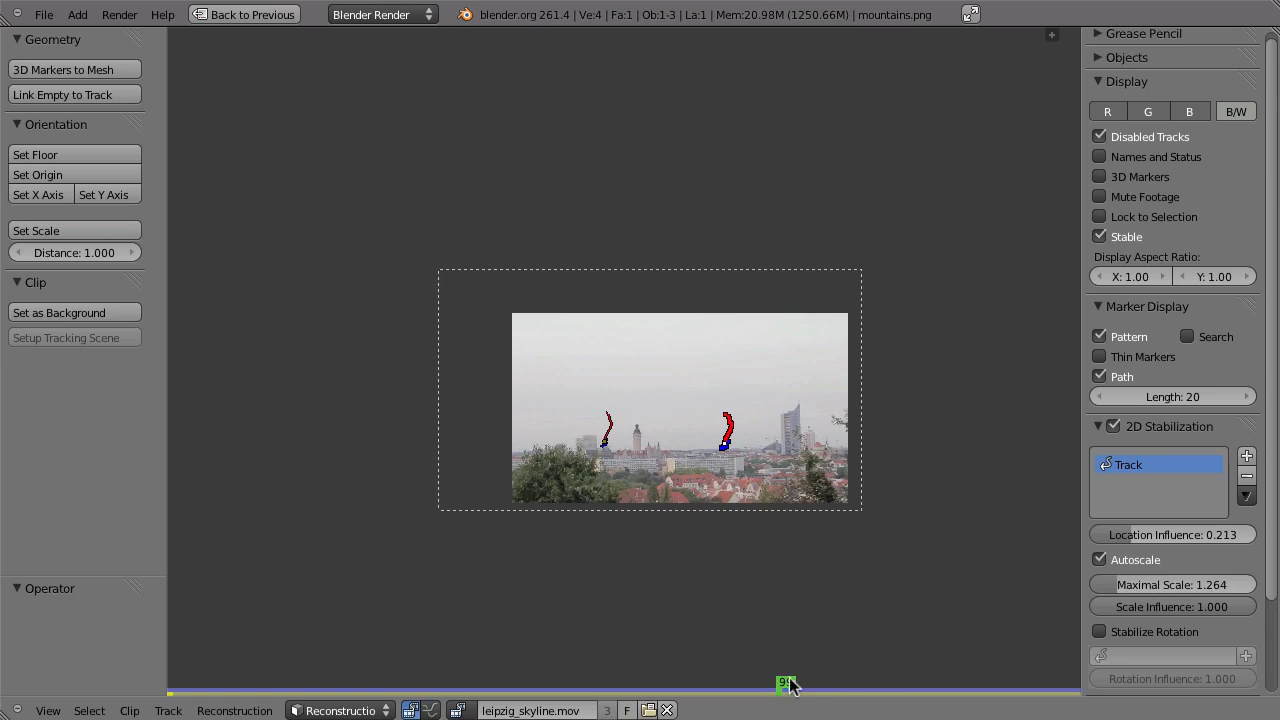 File Add Render Help Back to Previous Blender Render blender.org 261.4 | Ve:4 | Fa:1 | Ob:1-3 | La:1 | Mem:20.98M (1250.66M) | mountains.png
Geometry
3D Markers to Mesh
Link Empty to Track
Orientation
Set Floor
Set Origin
Set X Axis Set Y Axis
Set Scale
Distance: 1.000
Clip
Set as Background
Setup Tracking Scene
Operator
Grease Pencil
Objects
Display
R G B B/W
Disabled Tracks
Names and Status
3D Markers
Mute Footage
Lock to Selection
Stable
Display Aspect Ratio:
X: 1.00 Y: 1.00
Marker Display
Pattern Search
Thin Markers
Path
Length: 20
2D Stabilization
Track
Location Influence: 0.213
Autoscale
Maximal Scale: 1.264
Scale Influence: 1.000
Stabilize Rotation
Rotation Influence: 1.000
View Select Clip Track Reconstruction Reconstructio leipzig_skyline.mov 3 F